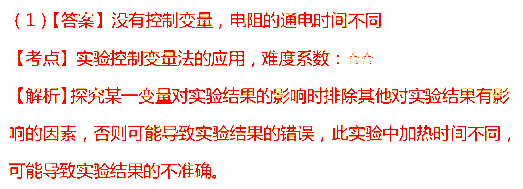 （1）【答案】没有控制变量，电阻的通电时间不同
【考点】实验控制变量法的应用，难度系数：☆☆
【解析】探究某一变量对实验结果的影响时排除其他对实验结果有影
响的因素，否则可能导致实验结果的错误，此实验中加热时间不同，
可能导致实验结果的不准确。